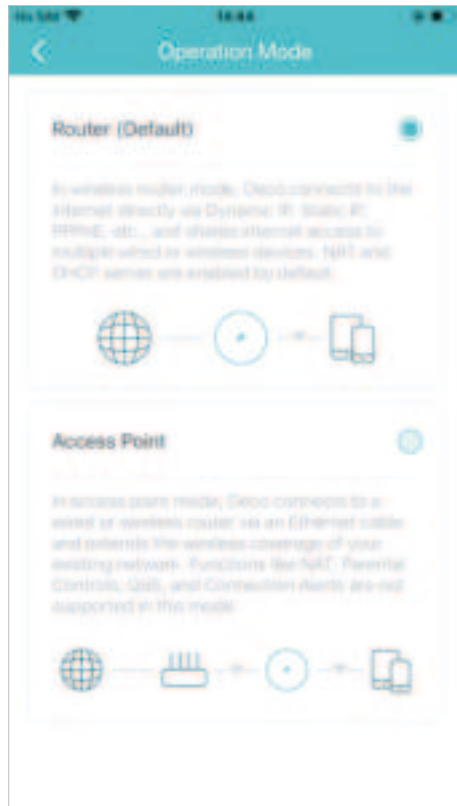 No SIM 14:44
Operation Mode
Router (Default)
In wireless router mode, Deco connects to the
internet directly via Dynamic IP, Static IP,
PPPoE, etc., and shares internet access to
multiple wired or wireless devices. NAT and
DHCP server are enabled by default.
Access Point
In access point mode, Deco connects to a
wired or wireless router via an Ethernet cable
and extends the wireless coverage of your
existing network. Functions like NAT, Parental
Controls, QoS, and Connection Alerts are not
supported in this mode.